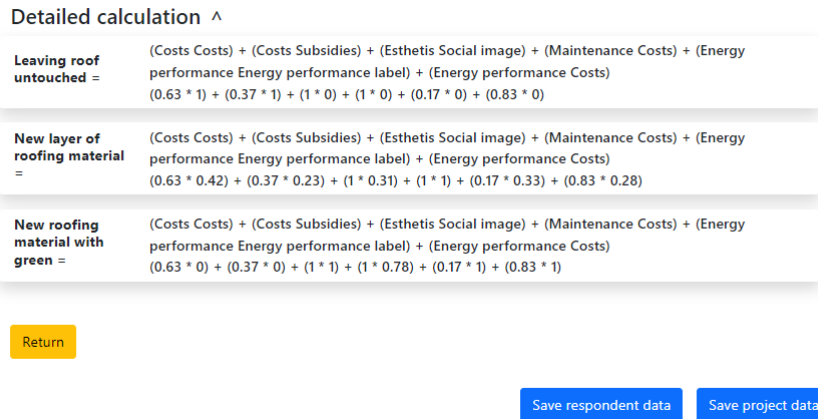 Detailed calculation ^
Leaving roof
untouched =
(Costs Costs) + (Costs Subsidies) + (Esthetis Social image) + (Maintenance Costs) + (Energy
performance Energy performance label) + (Energy performance Costs)
(0.63 * 1) + (0.37 * 1) + (1 * 0) + (1 * 0) + (0.17 * 0) + (0.83 * 0)
New layer of
roofing material
=
(Costs Costs) + (Costs Subsidies) + (Esthetis Social image) + (Maintenance Costs) + (Energy
performance Energy performance label) + (Energy performance Costs)
(0.63 * 0.42) + (0.37 * 0.23) + (1 * 0.31) + (1 * 1) + (0.17 * 0.33) + (0.83 * 0.28)
New roofing
material with
green =
(Costs Costs) + (Costs Subsidies) + (Esthetis Social image) + (Maintenance Costs) + (Energy
performance Energy performance label) + (Energy performance Costs)
(0.63 * 0) + (0.37 * 0) + (1 * 1) + (1 * 0.78) + (0.17 * 1) + (0.83 * 1)
Return
Save respondent data
Save project data